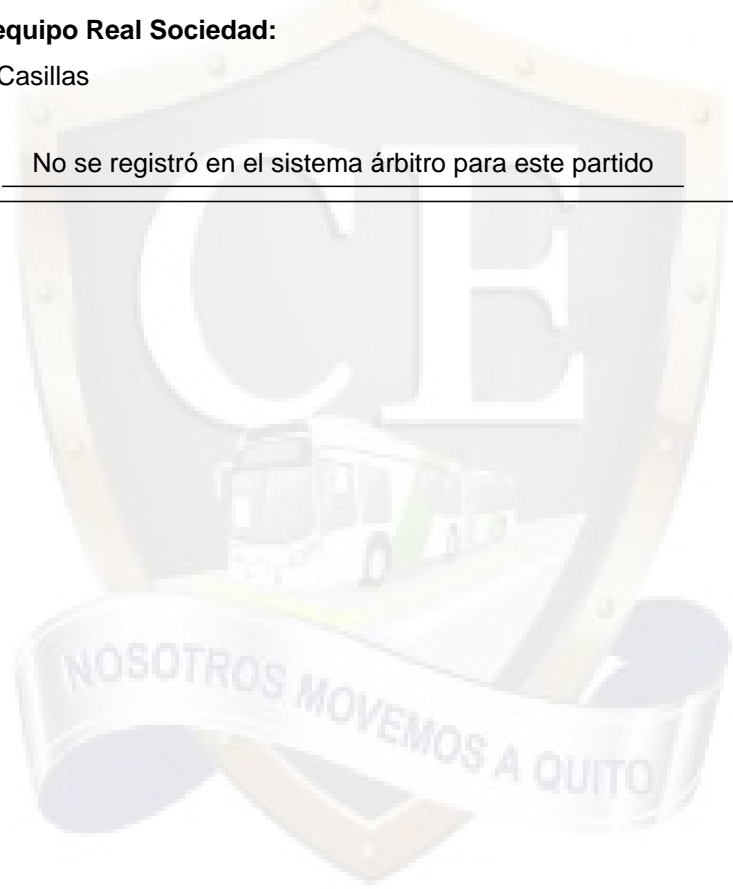 equipo Real Sociedad:
Casillas
No se registró en el sistema árbitro para este partido
CE
NOSOTROS MOVEMOS A QUITO